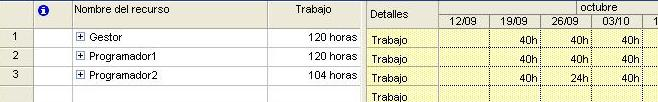 Nombre del recurso Trabajo Detalles octubre
12/09 19/09 26/09 03/10 1
1 Gestor 120 horas Trabajo 40h 40h 40h
2 Programador1 120 horas Trabajo 40h 40h 40h
3 Programador2 104 horas Trabajo 40h 24h 40h
Trabajo